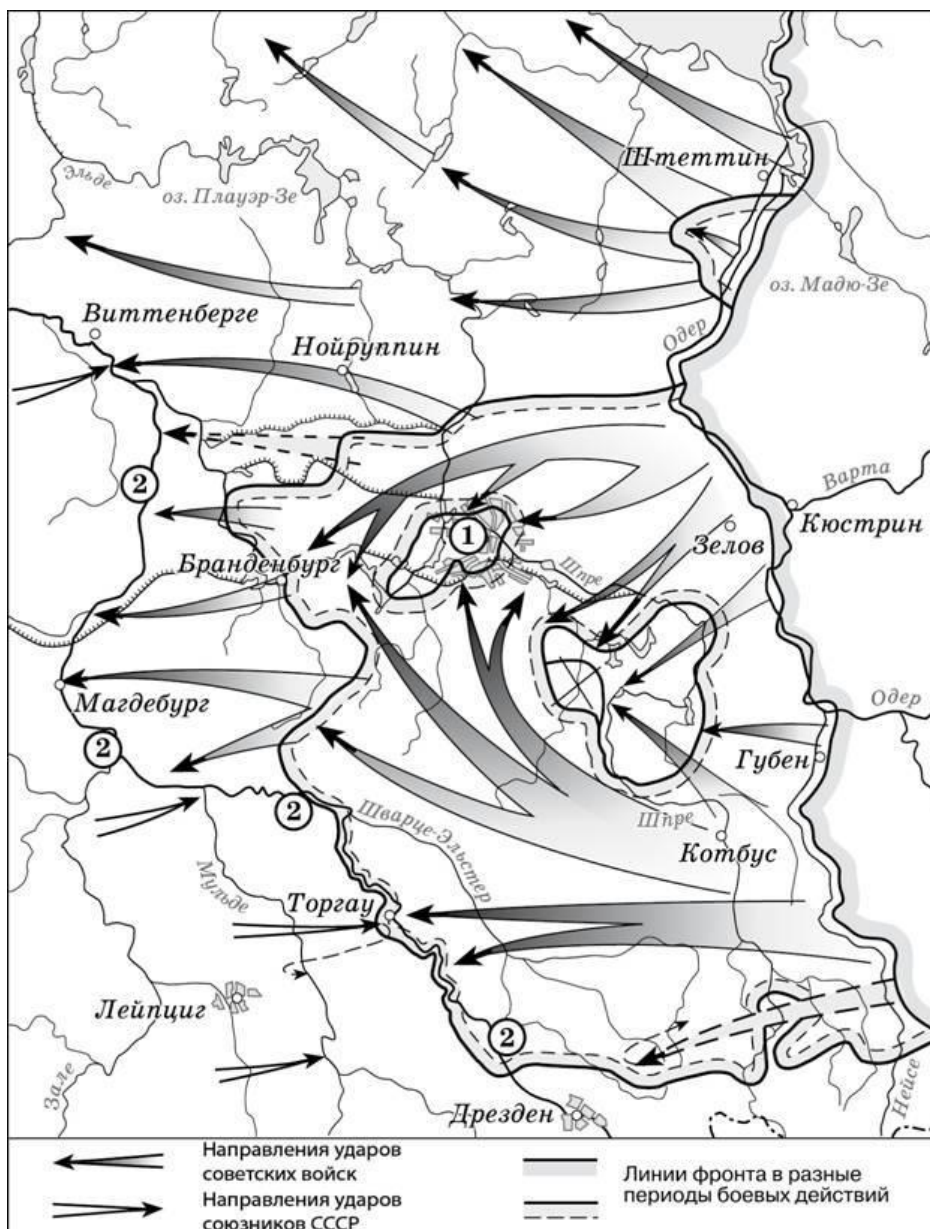 Штеттин
Эльде
оз. Плауэр-Зе
оз. Мадю-Зе
Виттенберге
Одер
Нойруппин
2
Варта
Кюстрин
1
Зелов
Бранденбург
Шпре
Магдебург
Одер
2
Губен
2
Шварце-Эльстер
Шпре
Котбус
Мульде
Торгау
Лейпциг
2
Зале
Нейсе
Дрезден
Направления ударов
советских войск
Направления ударов
союзников СССР
Линии фронта в разные
периоды боевых действий